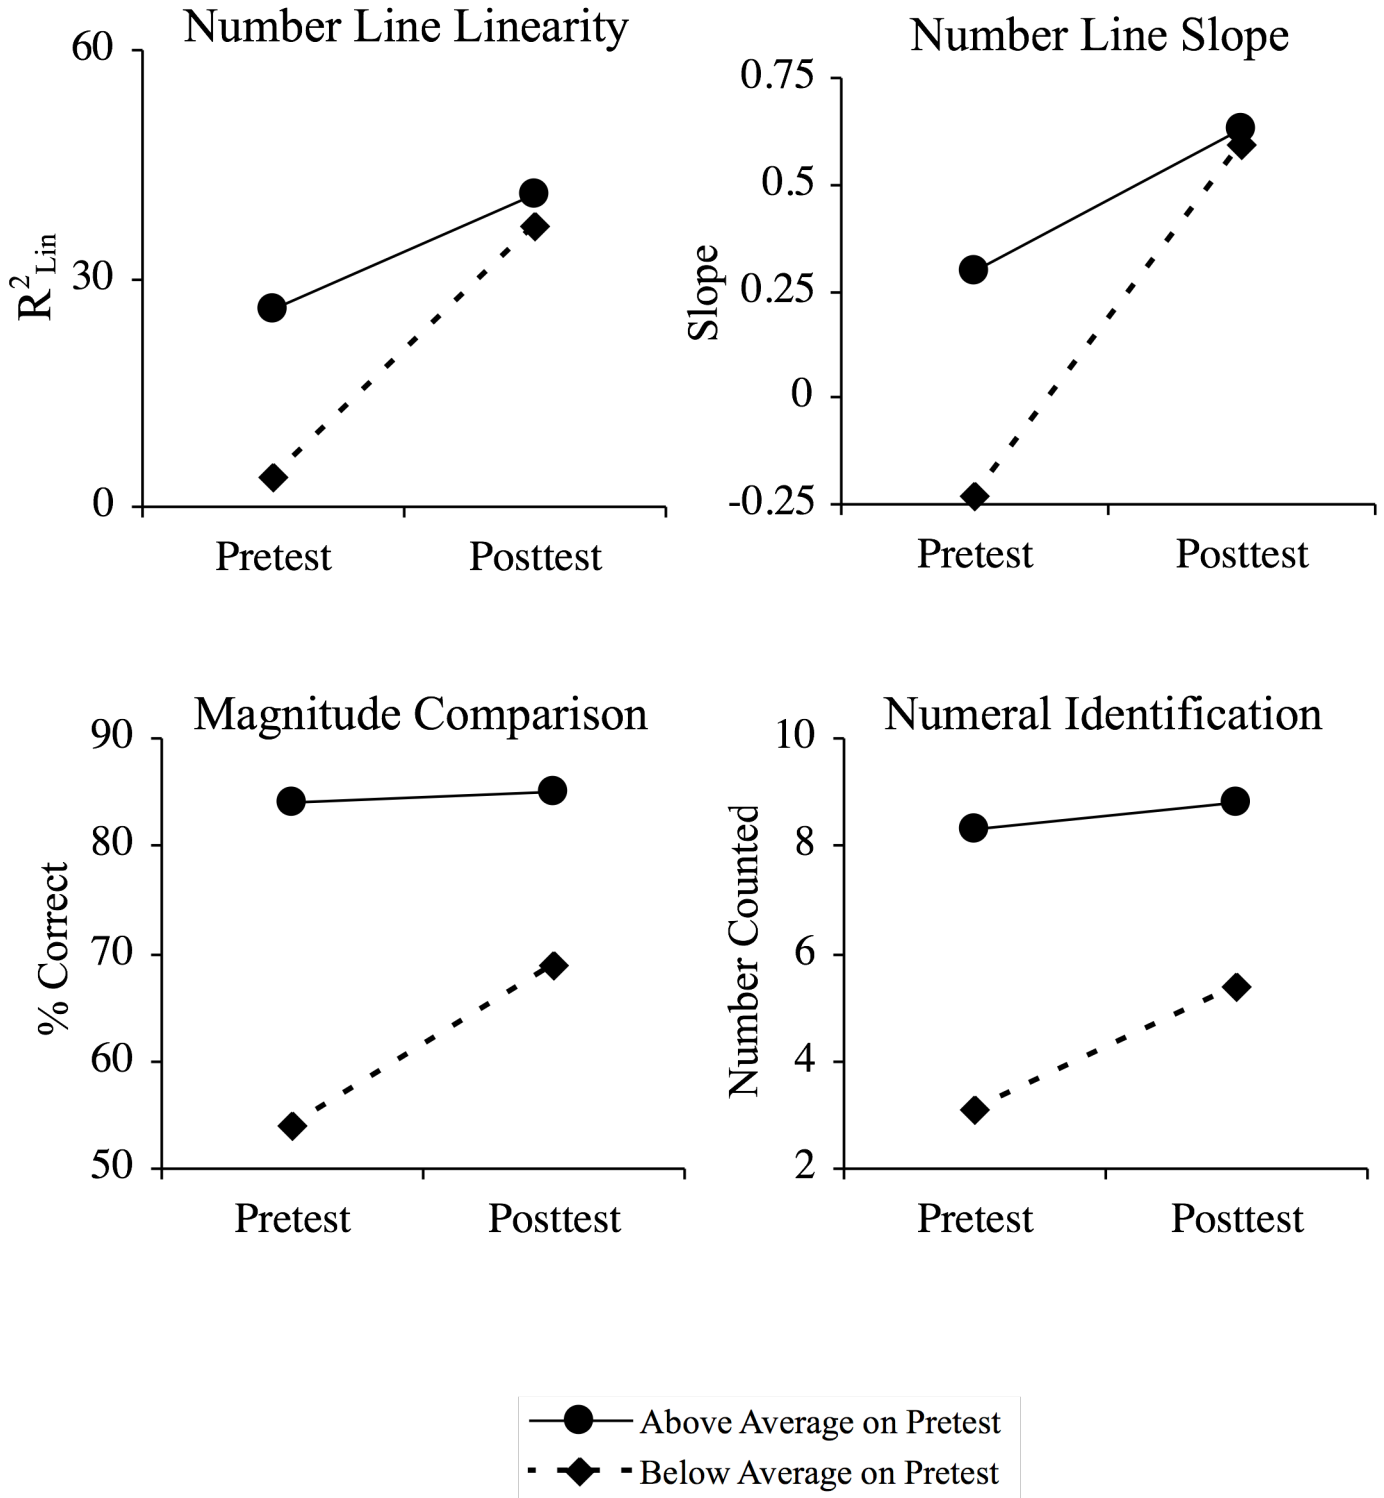 Number Line Linearity
60
30
0
R²Lin
Pretest Posttest
Number Line Slope
0.75
0.5
0.25
0
-0.25
Slope
Pretest Posttest
Magnitude Comparison
90
80
70
60
50
% Correct
Pretest Posttest
Numeral Identification
10
8
6
4
2
Number Counted
Pretest Posttest
Above Average on Pretest
Below Average on Pretest